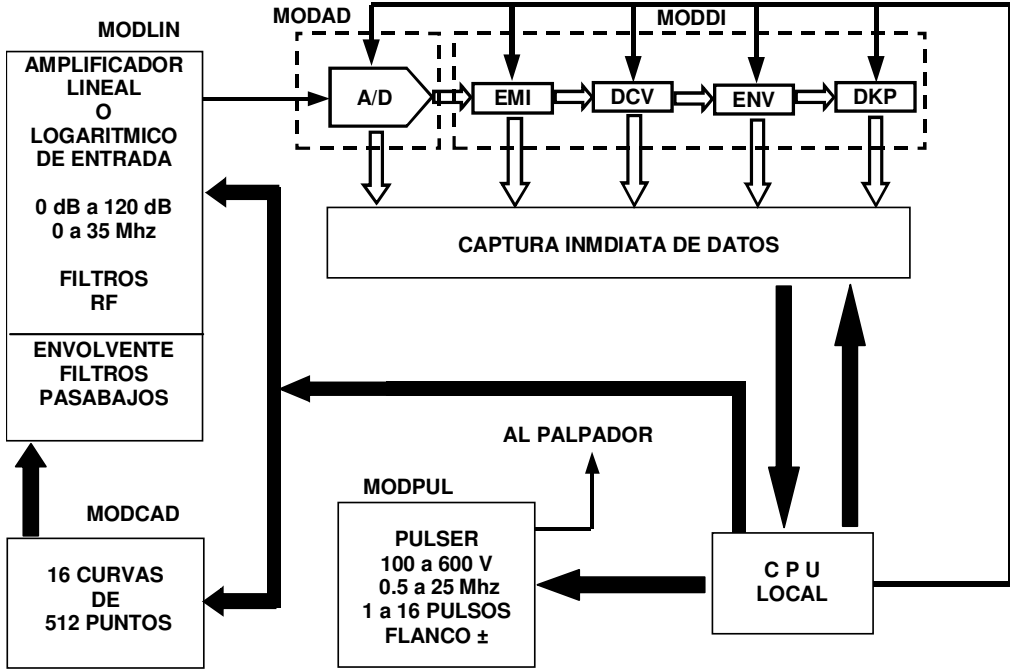 MODLIN
AMPLIFICADOR
LINEAL
O
LOGARITMICO
DE ENTRADA
0 dB a 120 dB
0 a 35 Mhz
FILTROS
RF
ENVOLVENTE
FILTROS
PASABAJOS
MODAD
A/D
MODDI
EMI
DCV
ENV
DKP
CAPTURA INMDIATA DE DATOS
AL PALPADOR
MODPUL
PULSER
100 a 600 V
0.5 a 25 Mhz
1 a 16 PULSOS
FLANCO ±
C P U
LOCAL
MODCAD
16 CURVAS
DE
512 PUNTOS